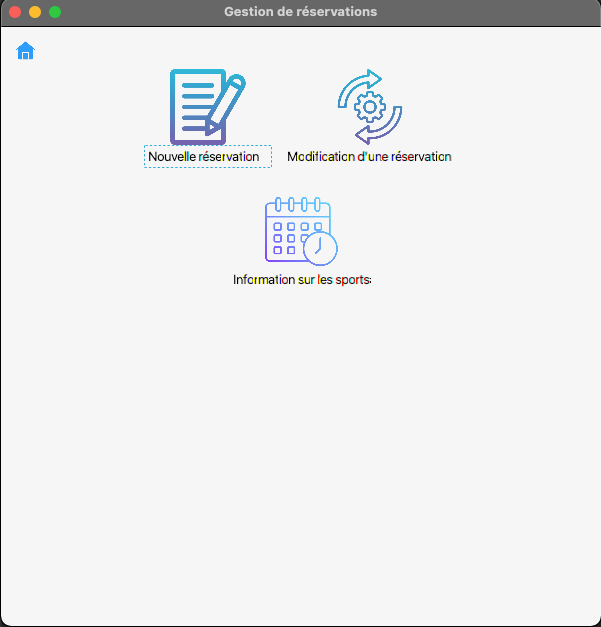 Gestion de réservations
Nouvelle réservation
Modification d'une réservation
Information sur les sports: